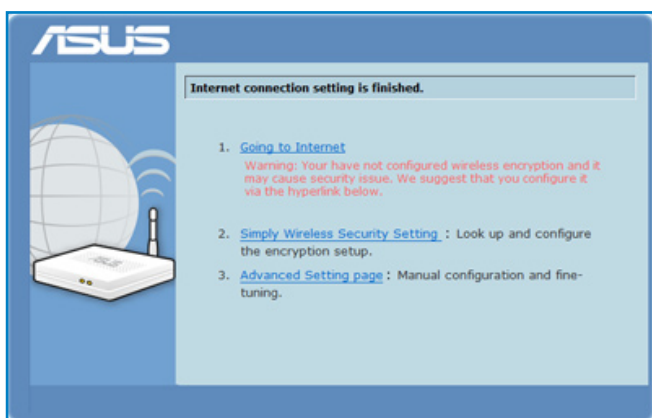 ASUS
Internet connection setting is finished.
1. Going to Internet
Warning: Your have not configured wireless encryption and it
may cause security issue. We suggest that you configure it
via the hyperlink below.
2. Simply Wireless Security Setting : Look up and configure
the encryption setup.
3. Advanced Setting page : Manual configuration and fine-
tuning.